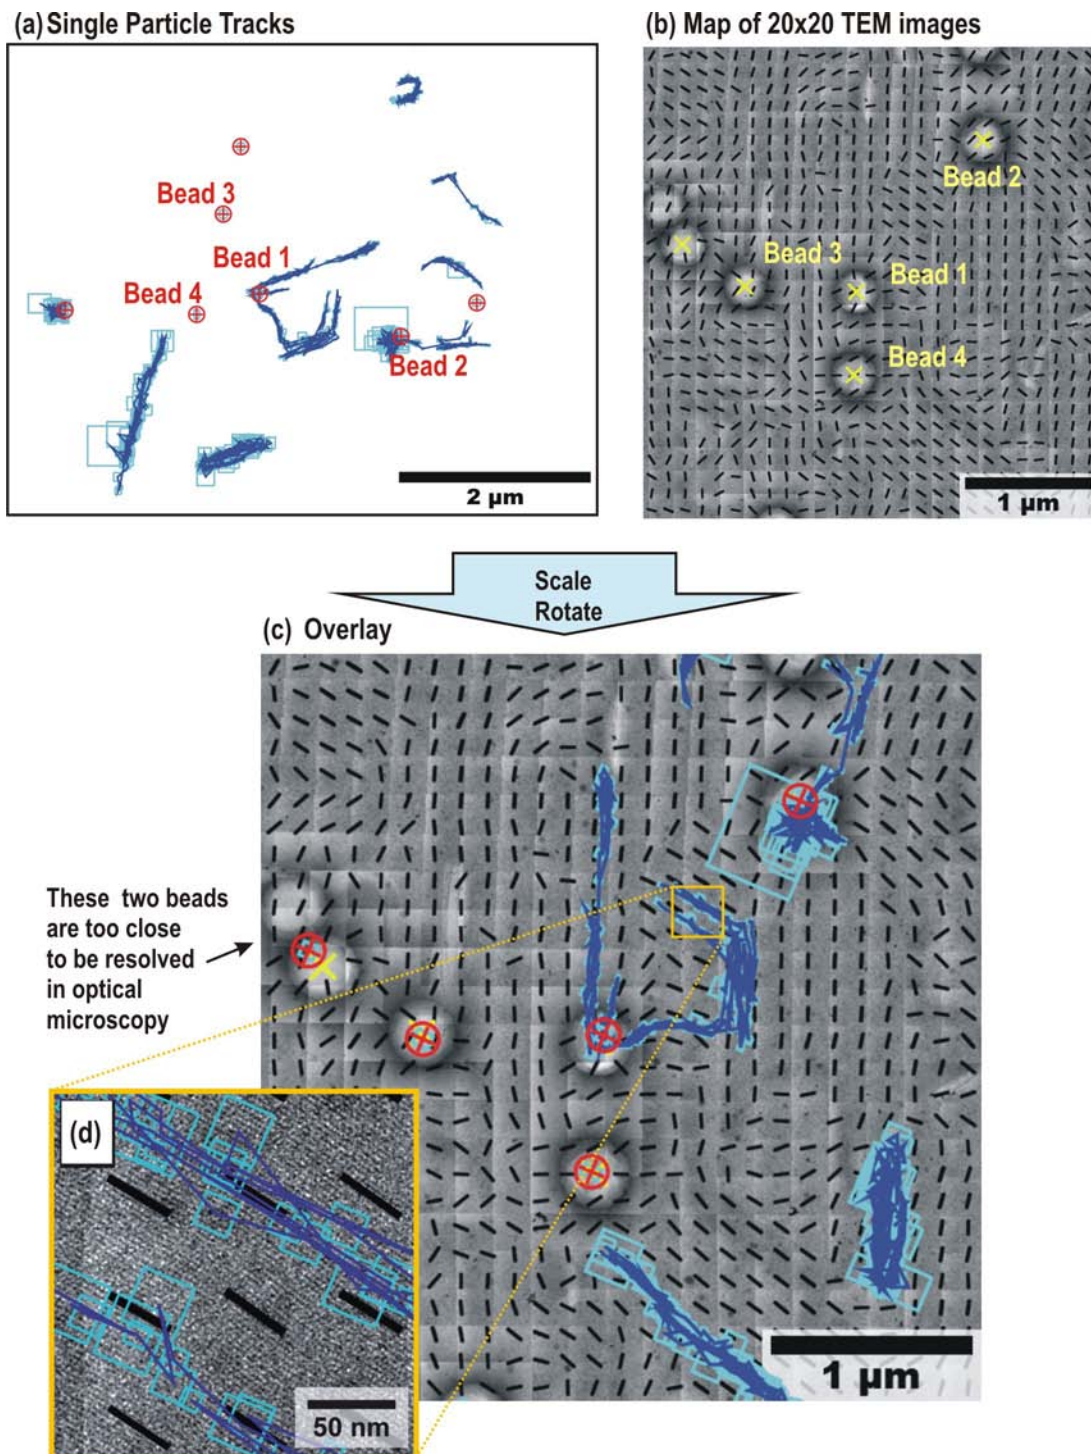 (a) Single Particle Tracks
Bead 3
Bead 1
Bead 4
Bead 2
2 µm
(b) Map of 20x20 TEM images
Bead 2
Bead 3
Bead 1
Bead 4
1 µm
Scale
Rotate
(c) Overlay
These two beads
are too close
to be resolved
in optical
microscopy
(d)
50 nm
1 µm